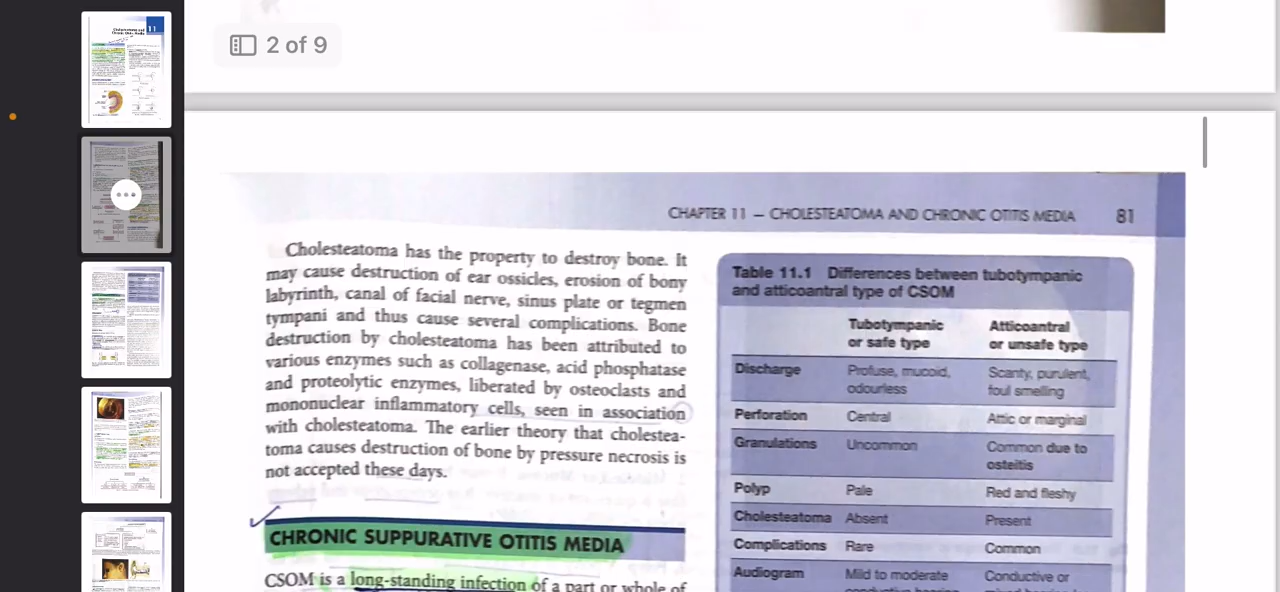 2 of 9
CHAPTER 11 — CHOLESTEATOMA AND CHRONIC OTITIS MEDIA 81
Cholesteatoma has the property to destroy bone. It
may cause destruction of ear ossicles, erosion of bony
labyrinth, canal of facial nerve, sinus plate or tegmen
tympani and thus cause several complications. Bone
destruction by cholesteatoma has been attributed to
various enzymes such as collagenase, acid phosphatase
and proteolytic enzymes, liberated by osteoclasts and
mononuclear inflammatory cells, seen in association
with cholesteatoma. The earlier theory that cholestea-
toma causes destruction of bone by pressure necrosis is
not accepted these days.
CHRONIC SUPPURATIVE OTITIS MEDIA
CSOM is a long-standing infection of a part or whole of
Table 11.1 Differences between tubotympanic
and atticoantral type of CSOM
Tubotympanic Atticoantral
or safe type or unsafe type
Discharge Profuse, mucoid, Scanty, purulent,
odourless foul smelling
Perforation Central Attic or marginal
Granulations Uncommon Common due to
osteitis
Polyp Pale Red and fleshy
Cholesteatoma Absent Present
Complications Rare Common
Audiogram Mild to moderate Conductive or